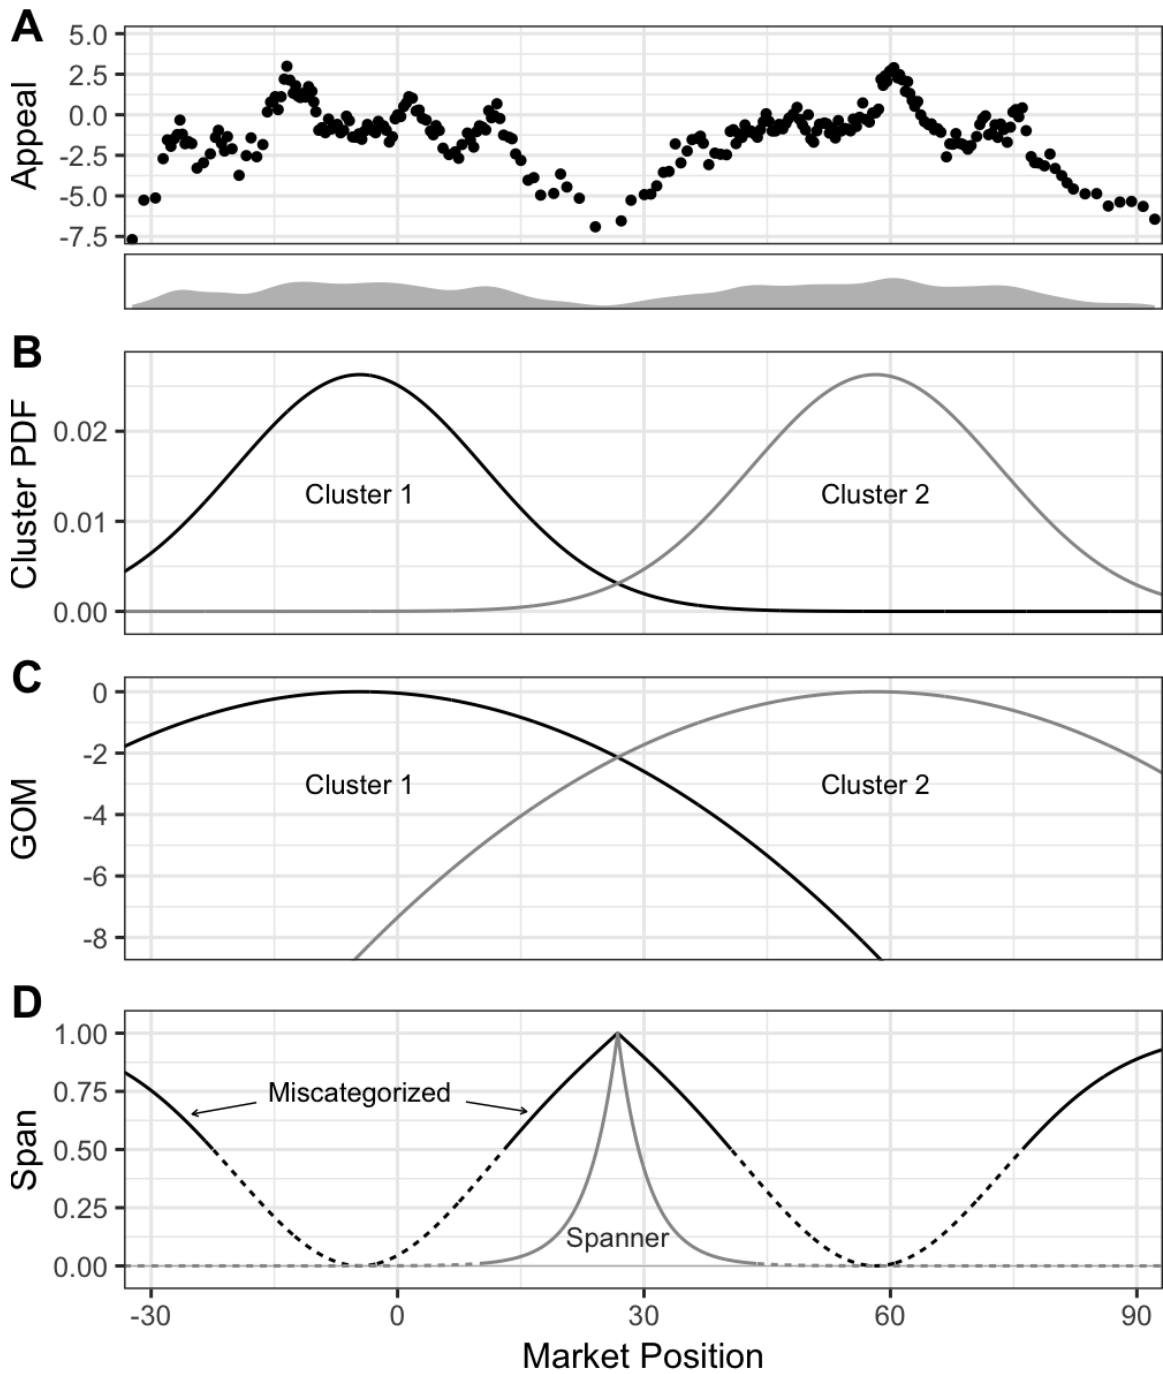 A
Appeal
5.0
2.5
0.0
-2.5
-5.0
-7.5
B
Cluster PDF
0.02
0.01
0.00
Cluster 1
Cluster 2
C
GOM
0
-2
-4
-6
-8
Cluster 1
Cluster 2
D
Span
1.00
0.75
0.50
0.25
0.00
Miscategorized
Spanner
-30 0 30 60 90
Market Position